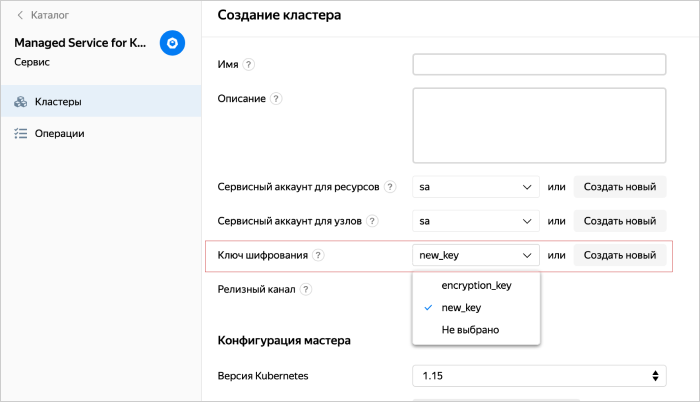 Каталог
Managed Service for K...
Сервис
Кластеры
Операции
Создание кластера
Имя ?
Описание ?
Сервисный аккаунт для ресурсов ? sa или Создать новый
Сервисный аккаунт для узлов ? sa или Создать новый
Ключ шифрования ? new_key или Создать новый
encryption_key
Релизный канал ?
new_key
Не выбрано
Конфигурация мастера
Версия Kubernetes 1.15